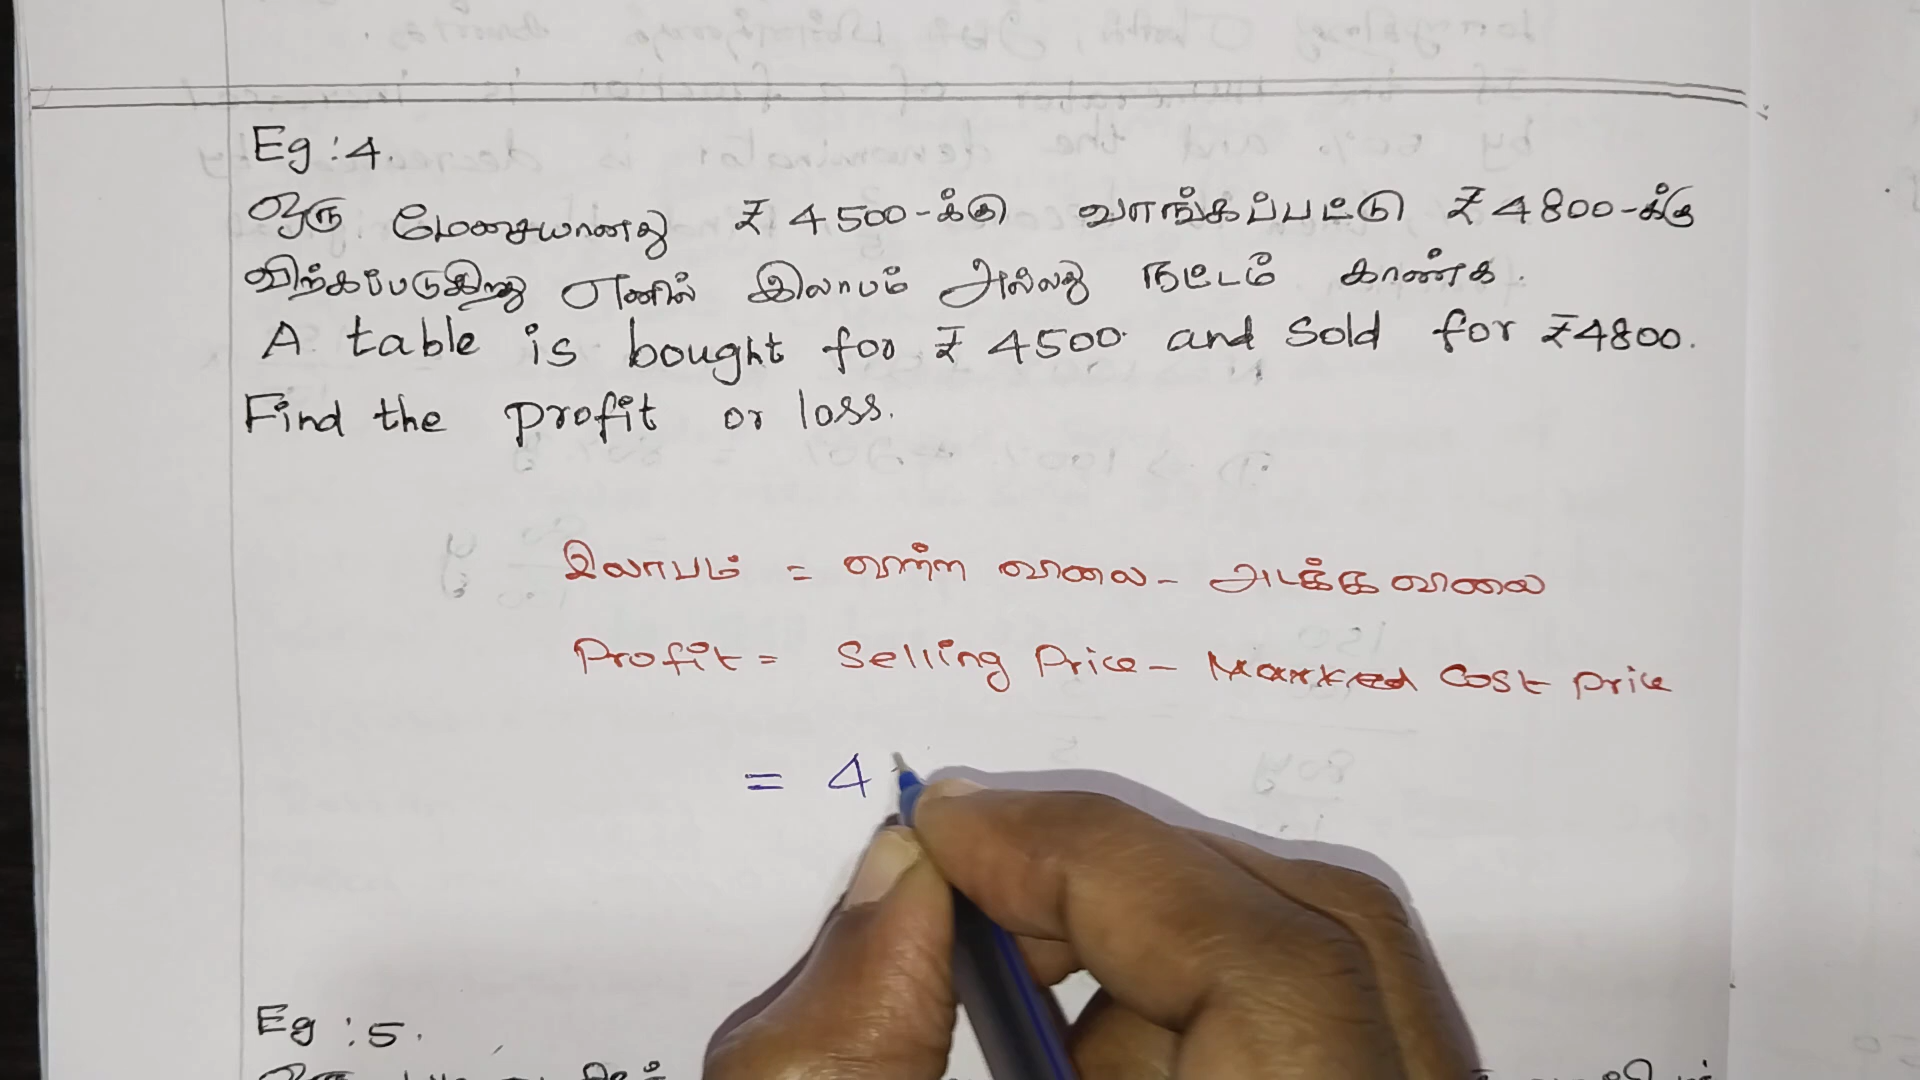 Eg : 4.
ஒரு மேசையானது ₹ 4500-க்கு வாங்கப்பட்டு ₹ 4800-க்கு
விற்கப்படுகிறது எனில் இலாபம் அல்லது நட்டம் காண்க.
A table is bought for ₹ 4500 and Sold for ₹4800.
Find the profit or loss.
இலாபம் = விற்ற விலை - அடக்க விலை
Profit = Selling Price - Marked Cost price
= 4
Eg : 5.
ஒரு